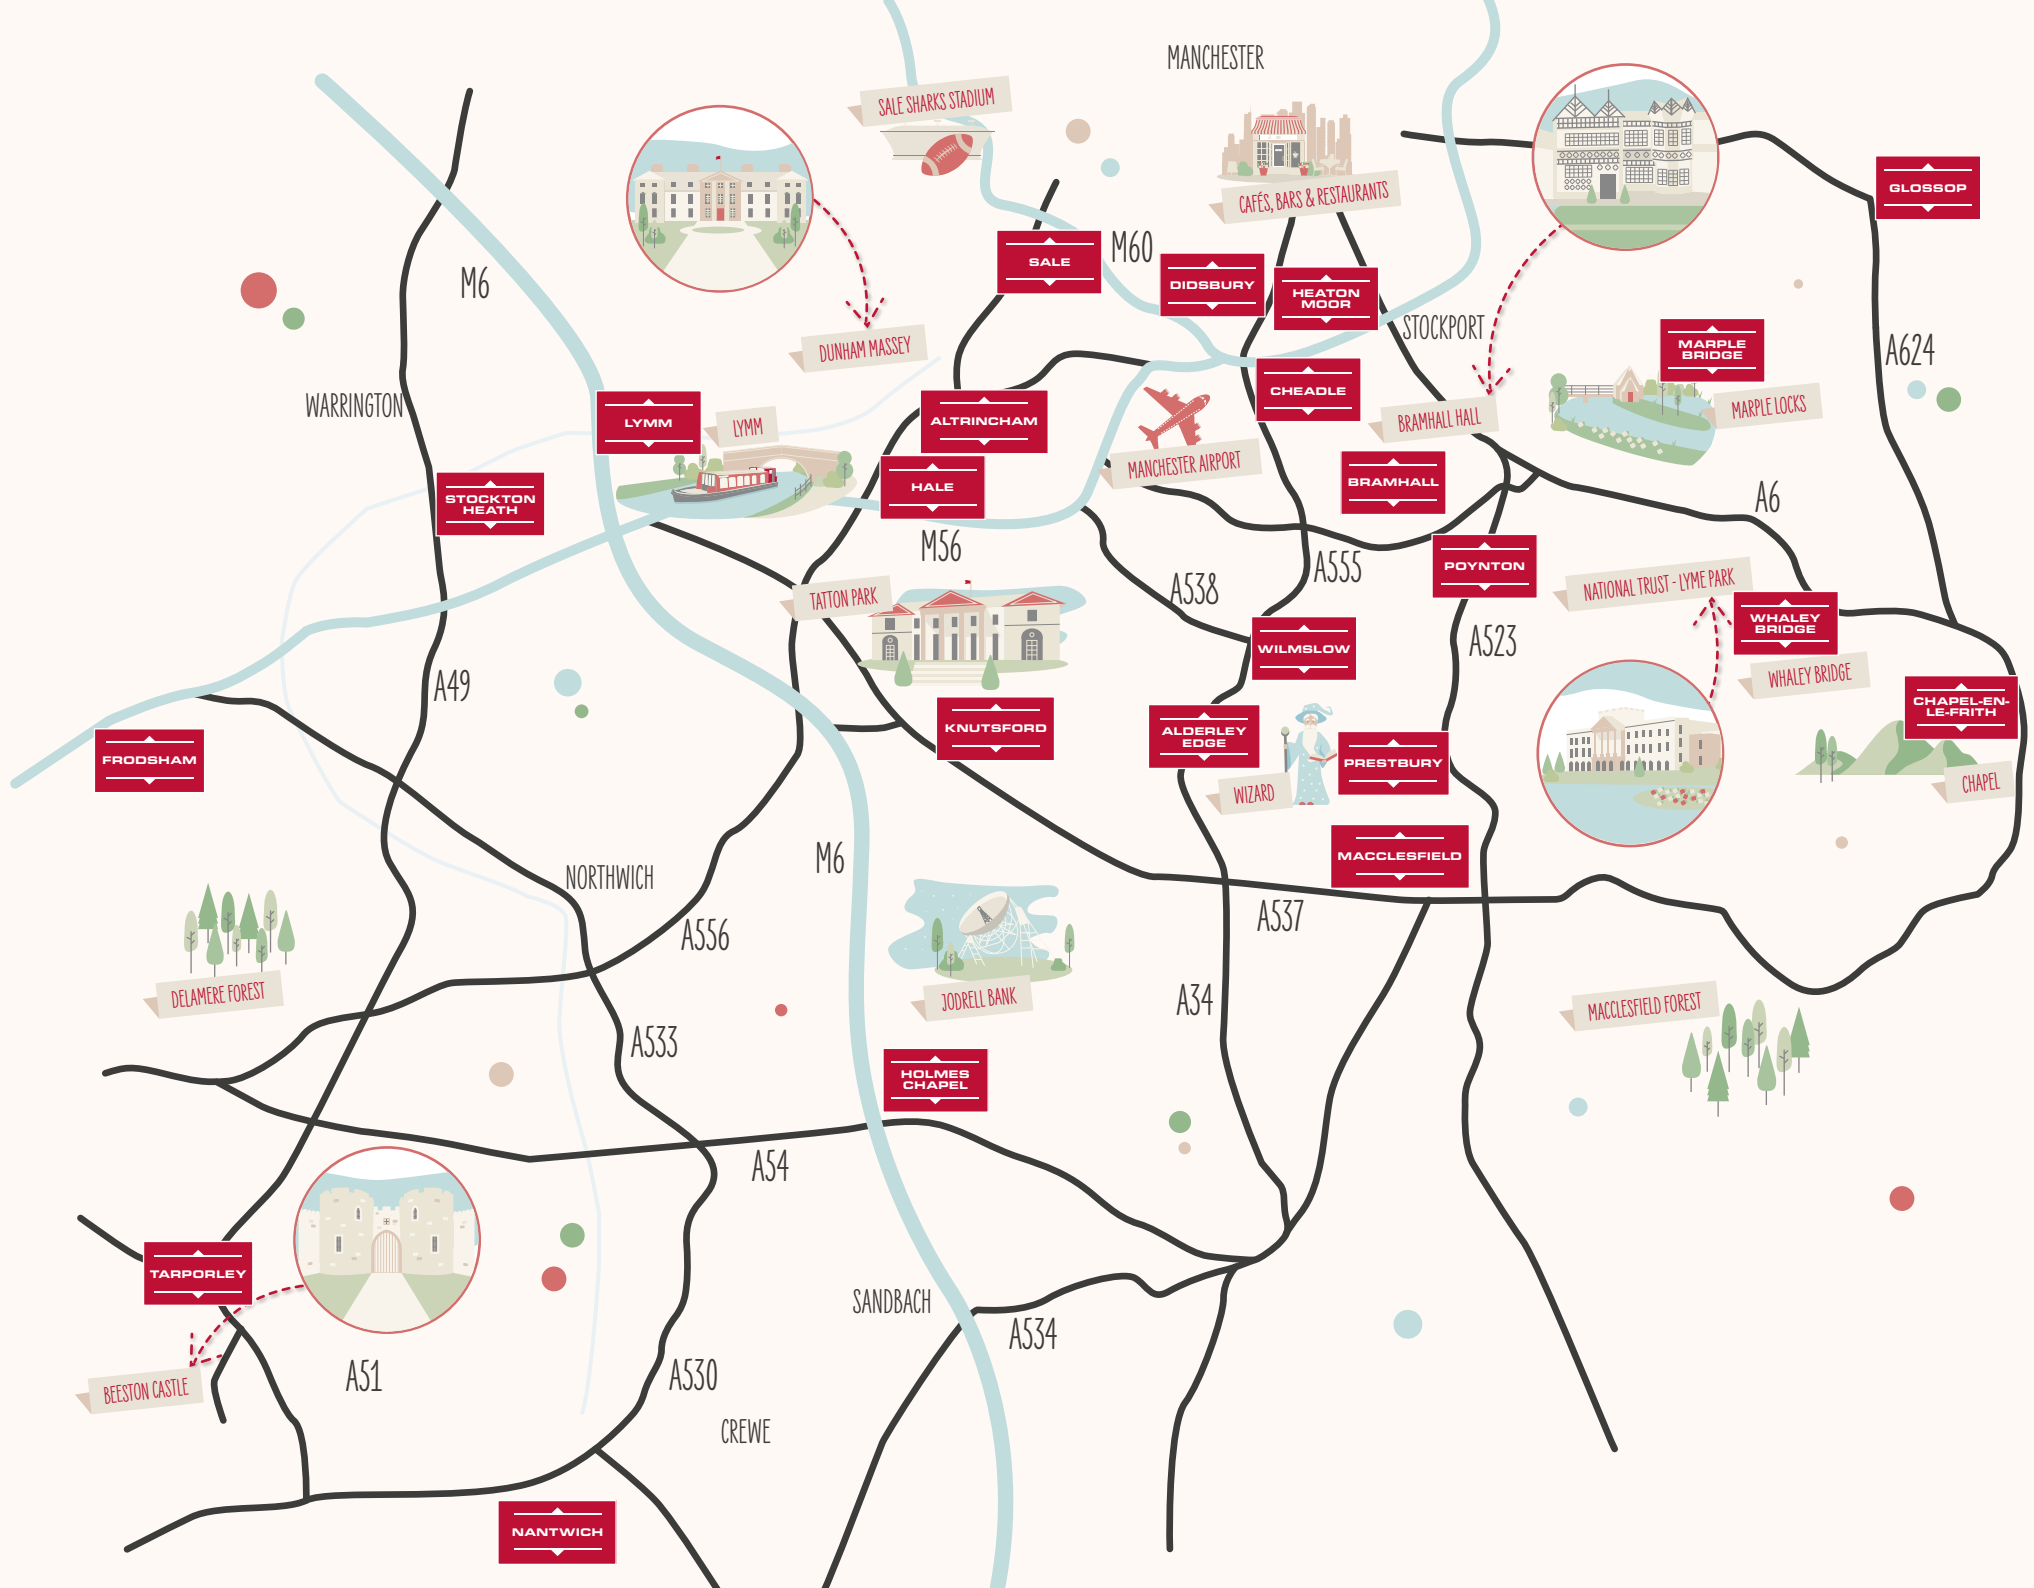 MANCHESTER
SALE SHARKS STADIUM
CAFÉS, BARS & RESTAURANTS
GLOSSOP
M60
SALE
DIDSBURY
HEATON
MOOR
M6
STOCKPORT
DUNHAM MASSEY
MARPLE
BRIDGE
A624
WARRINGTON
LYMM
LYMM
ALTRINCHAM
CHEADLE
BRAMHALL HALL
MARPLE LOCKS
MANCHESTER AIRPORT
STOCKTON
HEATH
HALE
BRAMHALL
A6
M56
A555
POYNTON
A538
NATIONAL TRUST - LYME PARK
TATTON PARK
WHALEY
BRIDGE
WILMSLOW
A523
WHALEY BRIDGE
A49
CHAPEL-EN-
LE-FRITH
KNUTSFORD
ALDERLEY
EDGE
FRODSHAM
PRESTBURY
WIZARD
CHAPEL
M6
MACCLESFIELD
NORTHWICH
A556
A537
DELAMERE FOREST
JODRELL BANK
A34
MACCLESFIELD FOREST
A533
HOLMES
CHAPEL
A54
TARPORLEY
SANDBACH
A534
BEESTON CASTLE
A51
A530
CREWE
NANTWICH